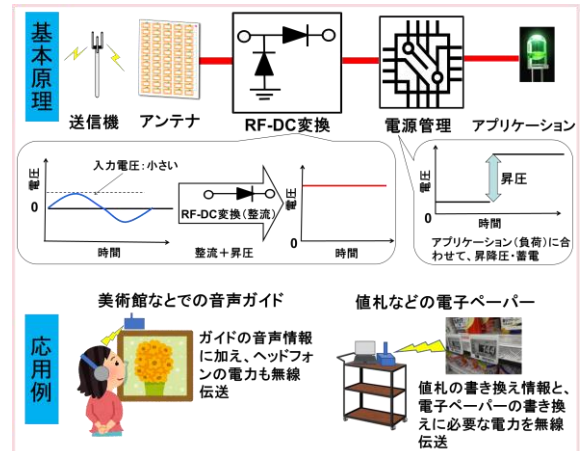 基本原理
送信機
アンテナ
RF-DC変換
電源管理
アプリケーション
電圧
0
入力電圧:小さい
時間
RF-DC変換(整流)
整流+昇圧
電圧
0
時間
電圧
0
昇圧
時間
アプリケーション(負荷)に合
わせて、昇降圧・蓄電
応用例
美術館などでの音声ガイド
ガイドの音声情報
に加え、ヘッドフォ
ンの電力も無線
伝送
値札などの電子ペーパー
値札の書き換え情報と、
電子ペーパーの書き換
えに必要な電力を無線
伝送